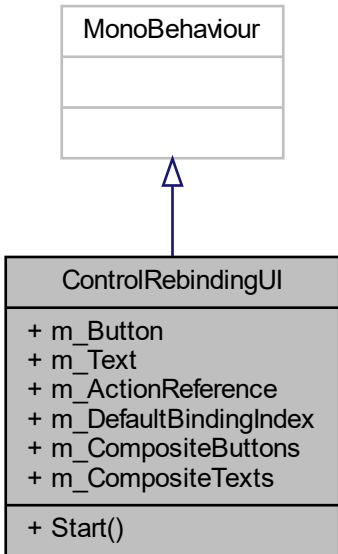 MonoBehaviour
ControlRebindingUI
+ m_Button
+ m_Text
+ m_ActionReference
+ m_DefaultBindingIndex
+ m_CompositeButtons
+ m_CompositeTexts
+ Start()